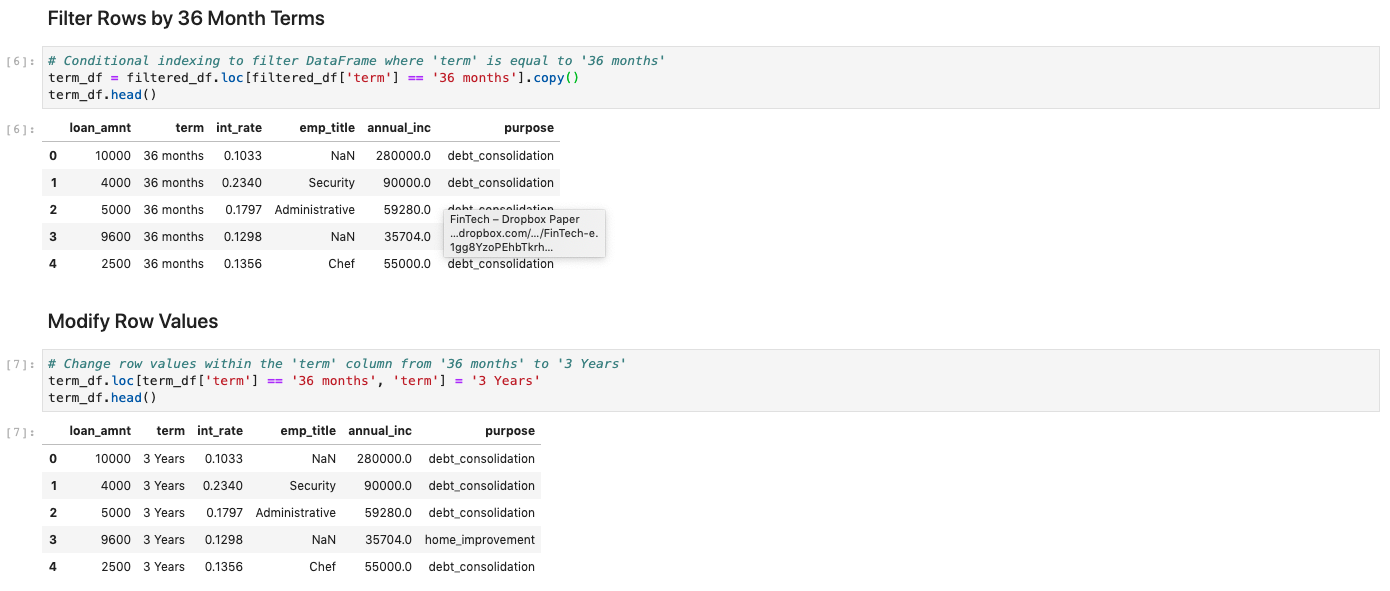 Filter Rows by 36 Month Terms
[6]: # Conditional indexing to filter DataFrame where 'term' is equal to '36 months'
term_df = filtered_df.loc[filtered_df['term'] == '36 months'].copy()
term_df.head()
[6]: loan_amnt term int_rate emp_title annual_inc purpose
0 10000 36 months 0.1033 NaN 280000.0 debt_consolidation
1 4000 36 months 0.2340 Security 90000.0 debt_consolidation
2 5000 36 months 0.1797 Administrative 59280.0 debt_consolidation
FinTech – Dropbox Paper
...dropbox.com/.../FinTech-e.
1gg8YzoPEhbTkrh...
3 9600 36 months 0.1298 NaN 35704.0
4 2500 36 months 0.1356 Chef 55000.0 debt_consolidation
Modify Row Values
[7]: # Change row values within the 'term' column from '36 months' to '3 Years'
term_df.loc[term_df['term'] == '36 months', 'term'] = '3 Years'
term_df.head()
[7]: loan_amnt term int_rate emp_title annual_inc purpose
0 10000 3 Years 0.1033 NaN 280000.0 debt_consolidation
1 4000 3 Years 0.2340 Security 90000.0 debt_consolidation
2 5000 3 Years 0.1797 Administrative 59280.0 debt_consolidation
3 9600 3 Years 0.1298 NaN 35704.0 home_improvement
4 2500 3 Years 0.1356 Chef 55000.0 debt_consolidation